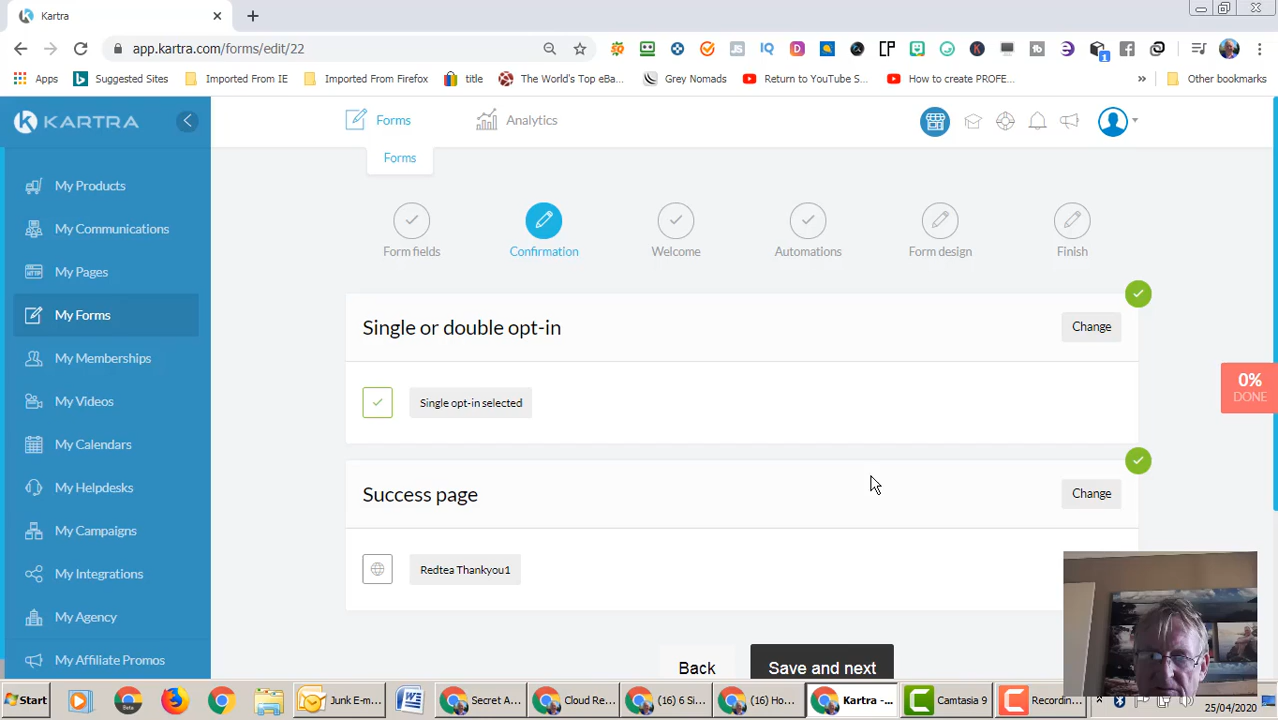 Kartra
app.kartra.com/forms/edit/22
Apps
Suggested Sites
Imported From IE
Imported From Firefox
title
The World's Top eBa...
Grey Nomads
Return to YouTube S...
How to create PROFE...
»
Other bookmarks
KARTRA
Forms
Analytics
Forms
My Products
My Communications
My Pages
My Forms
My Memberships
My Videos
My Calendars
My Helpdesks
My Campaigns
My Integrations
My Agency
My Affiliate Promos
Form fields
Confirmation
Welcome
Automations
Form design
Finish
Single or double opt-in
Change
Single opt-in selected
0%
DONE
Success page
Change
Redtea Thankyou1
Back
Save and next
Start
Junk E-m...
Secret A...
Cloud Re...
(16) 6 Si...
(16) Ho...
Kartra -...
Camtasia 9
Recordin...
25/04/2020